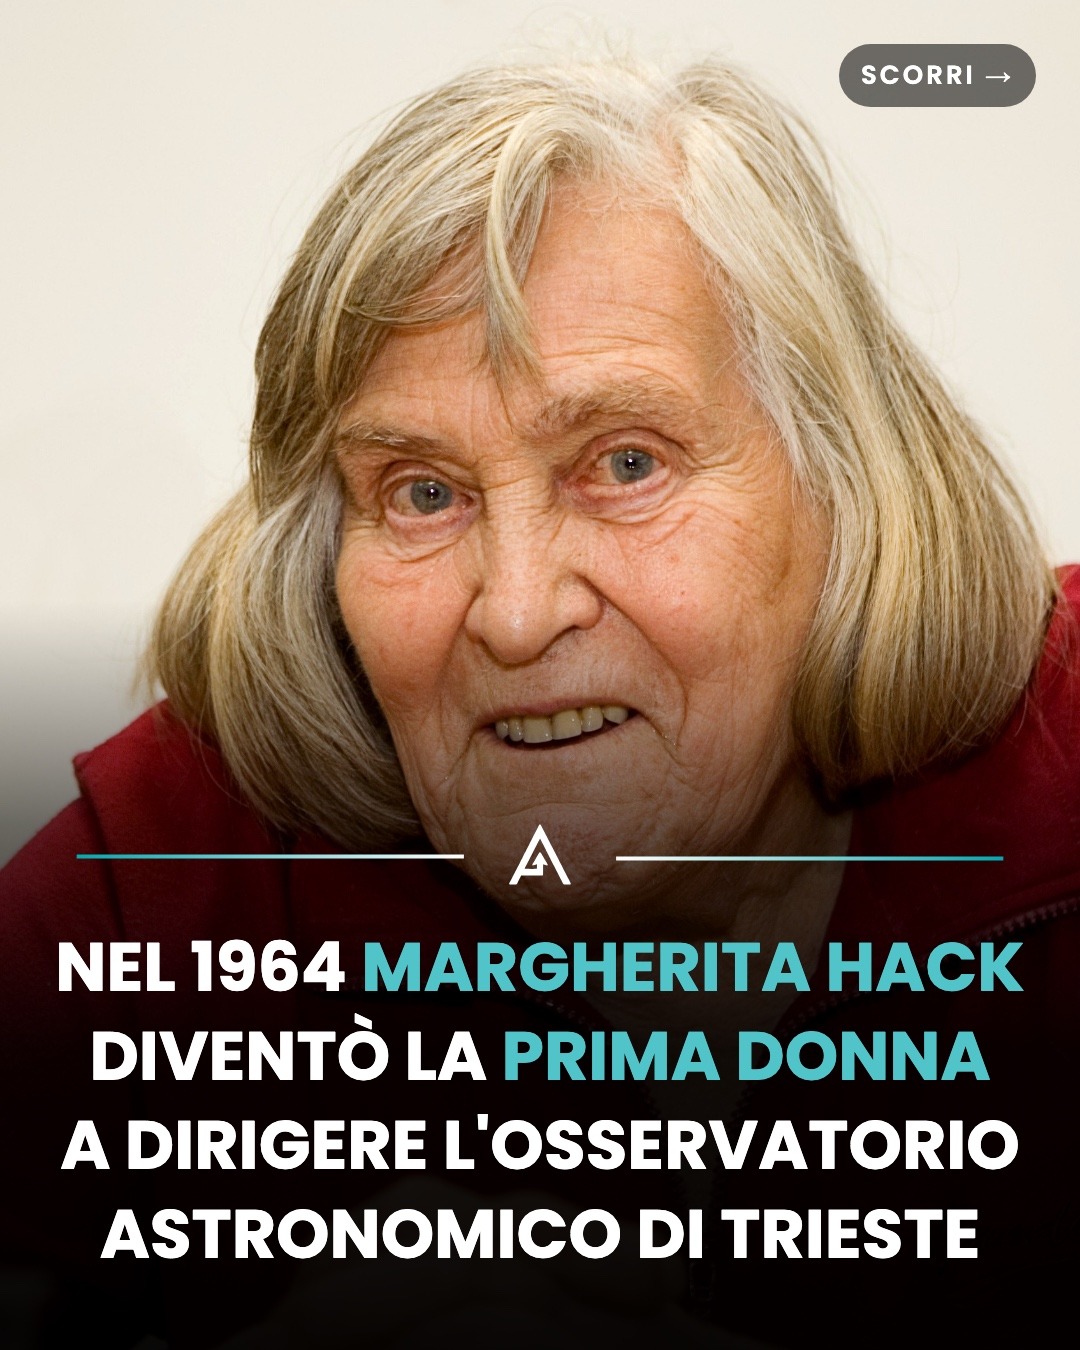 SCORRI →
NEL 1964 MARGHERITA HACK
DIVENTÒ LA PRIMA DONNA
A DIRIGERE L'OSSERVATORIO
ASTRONOMICO DI TRIESTE